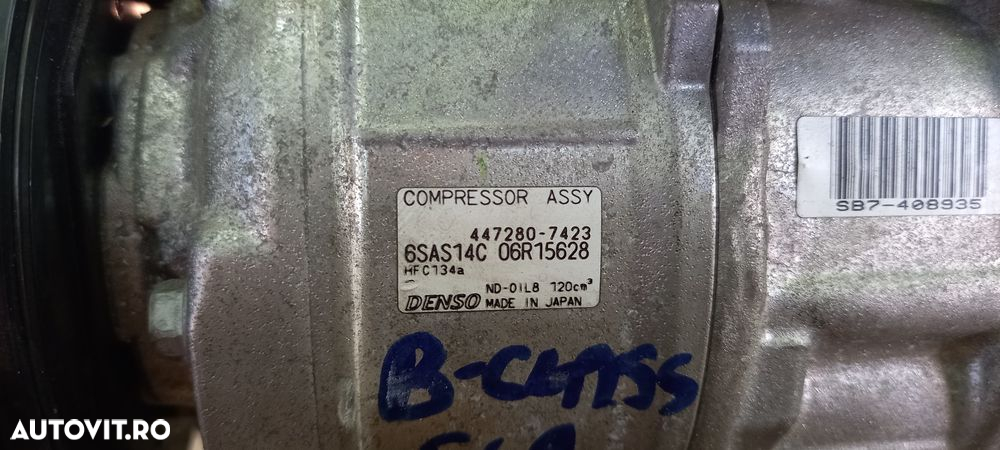 COMPRESSOR ASSY
447280-7423
6SAS14C 06R15628
HFC134a
ND-OIL8 120cm³
DENSO MADE IN JAPAN
SB7-408935
B-CLASS
AUTOVIT.RO